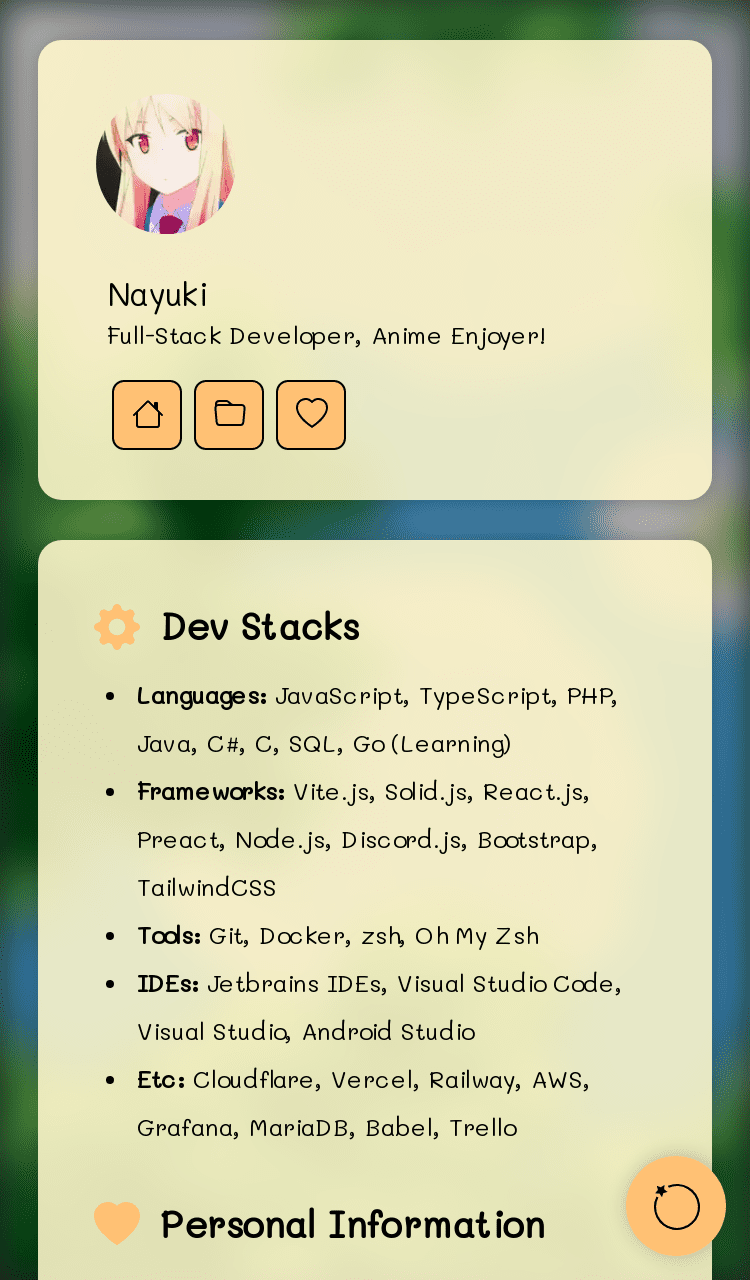 Nayuki
Full-Stack Developer, Anime Enjoyer!
Dev Stacks
• Languages: JavaScript, TypeScript, PHP,
Java, C#, C, SQL, Go (Learning)
• Frameworks: Vite.js, Solid.js, React.js,
Preact, Node.js, Discord.js, Bootstrap,
TailwindCSS
• Tools: Git, Docker, zsh, Oh My Zsh
• IDEs: Jetbrains IDEs, Visual Studio Code,
Visual Studio, Android Studio
• Etc: Cloudflare, Vercel, Railway, AWS,
Grafana, MariaDB, Babel, Trello
Personal Information